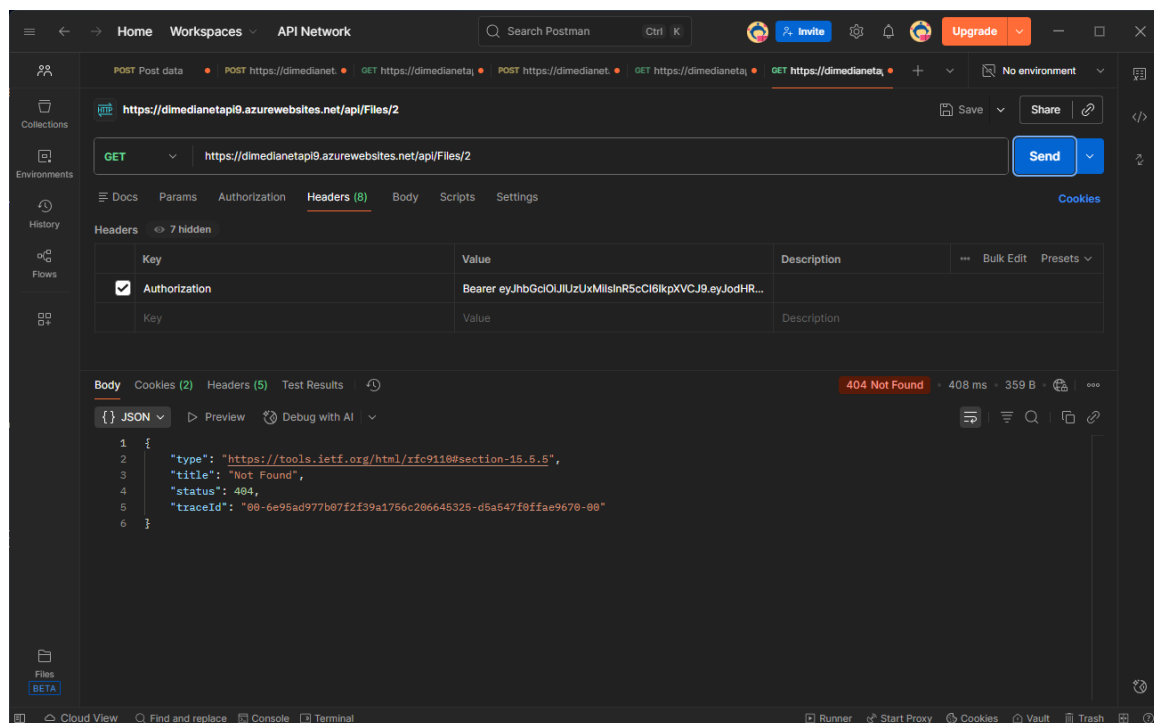 Home Workspaces API Network Search Postman Ctrl K Invite Upgrade
POST Post data POST https://dimedianet. GET https://dimedianetaj POST https://dimedianet. GET https://dimedianetaj GET https://dimedianetaj No environment
HTTP https://dimedianetapi9.azurewebsites.net/api/Files/2 Save Share
Collections
GET https://dimedianetapi9.azurewebsites.net/api/Files/2 Send
Environments
Docs Params Authorization Headers (8) Body Scripts Settings Cookies
History
Headers 7 hidden
Flows
Key Value Description Bulk Edit Presets
Authorization Bearer eyJhbGciOiJIUzUxMiIsInR5cCI6IkpXVCJ9.eyJodHR...
Key Value Description
Body Cookies (2) Headers (5) Test Results 404 Not Found 408 ms 359 B
{} JSON Preview Debug with AI
1 {
2 "type": "https://tools.ietf.org/html/rfc9110#section-15.5.5",
3 "title": "Not Found",
4 "status": 404,
5 "traceId": "00-6e95ad977b07f2f39a1756c206645325-d5a547f0ffae9670-00"
6 }
Files
BETA
Cloud View Find and replace Console Terminal Runner Start Proxy Cookies Vault Trash